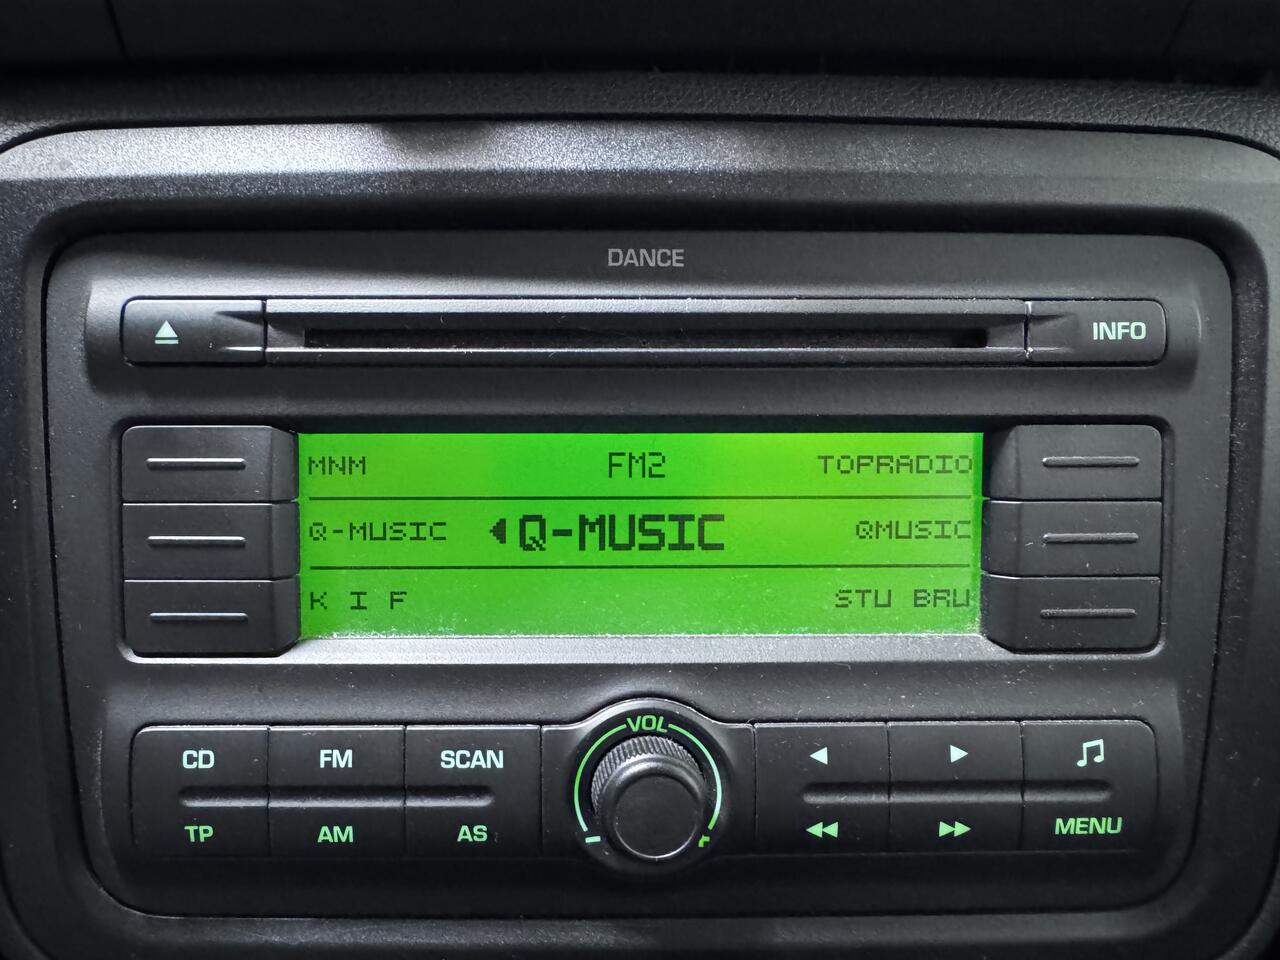 DANCE
INFO
MNM FM2 TOPRADIO
Q-MUSIC Q-MUSIC QMUSIC
K I F STU BRU
VOL
CD FM SCAN
TP AM AS MENU